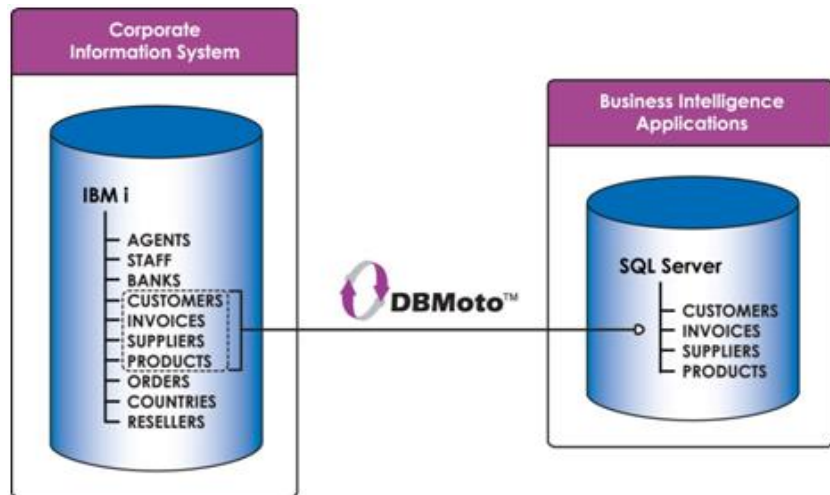 Corporate
Information System
IBM i
AGENTS
STAFF
BANKS
CUSTOMERS
INVOICES
SUPPLIERS
PRODUCTS
ORDERS
COUNTRIES
RESELLERS
DBMoto™
Business Intelligence
Applications
SQL Server
CUSTOMERS
INVOICES
SUPPLIERS
PRODUCTS